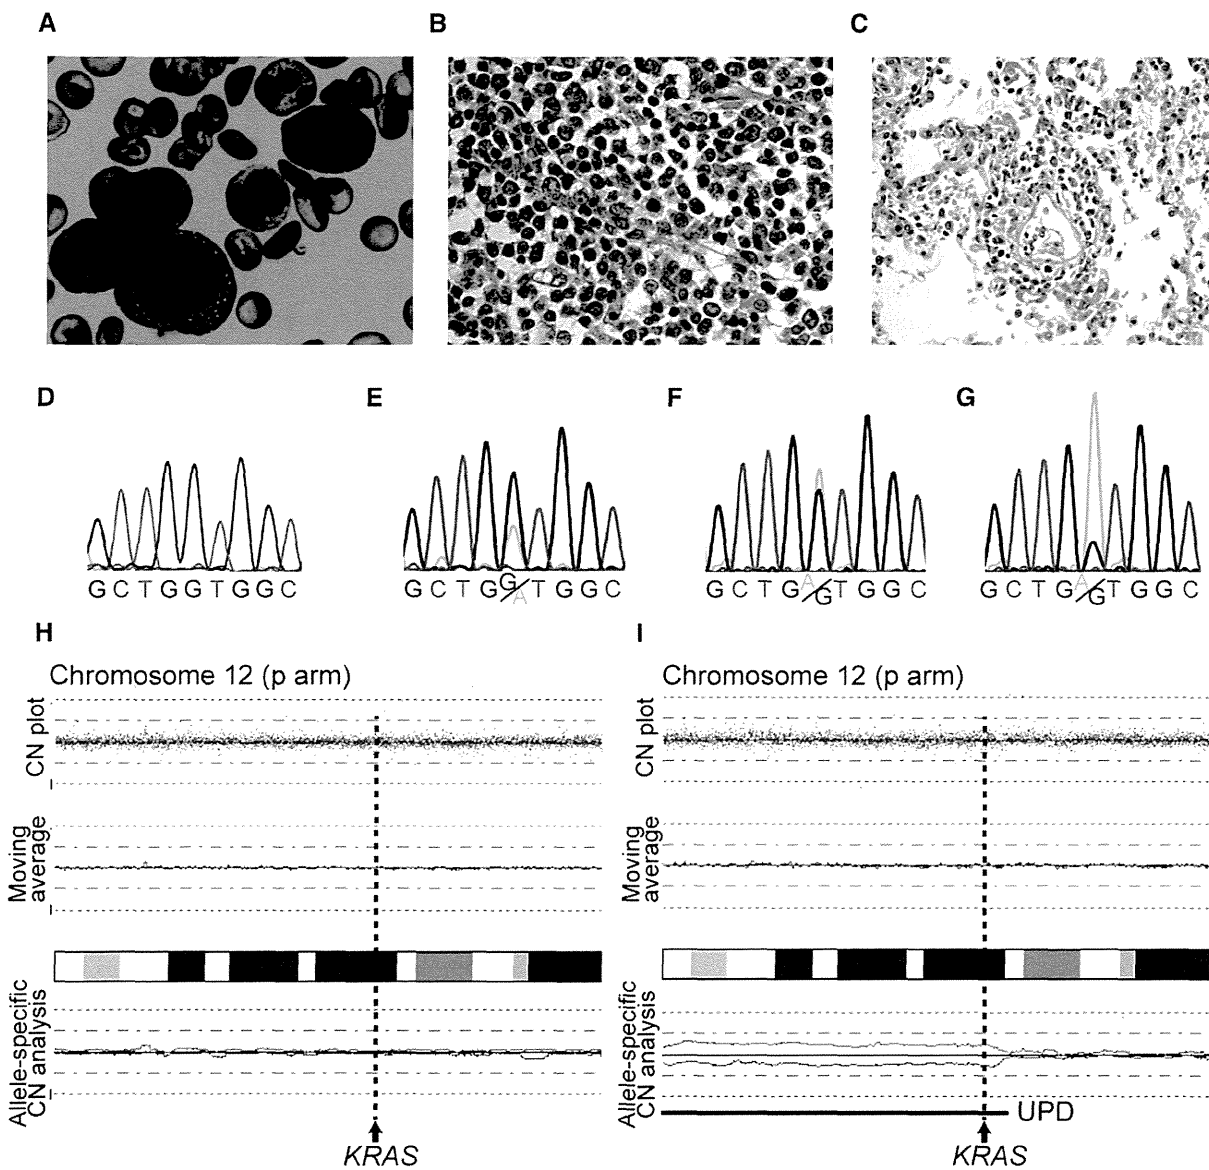 A
B
C
D
E
F
G
GCTGGTGGC
GCTGG/ATGGC
GCTGA/GTGGC
GCTGA/GTGGC
H
I
Chromosome 12 (p arm)
CN plot
Moving average
Allele-specific CN analysis
KRAS
Chromosome 12 (p arm)
CN plot
Moving average
Allele-specific CN analysis
UPD
KRAS